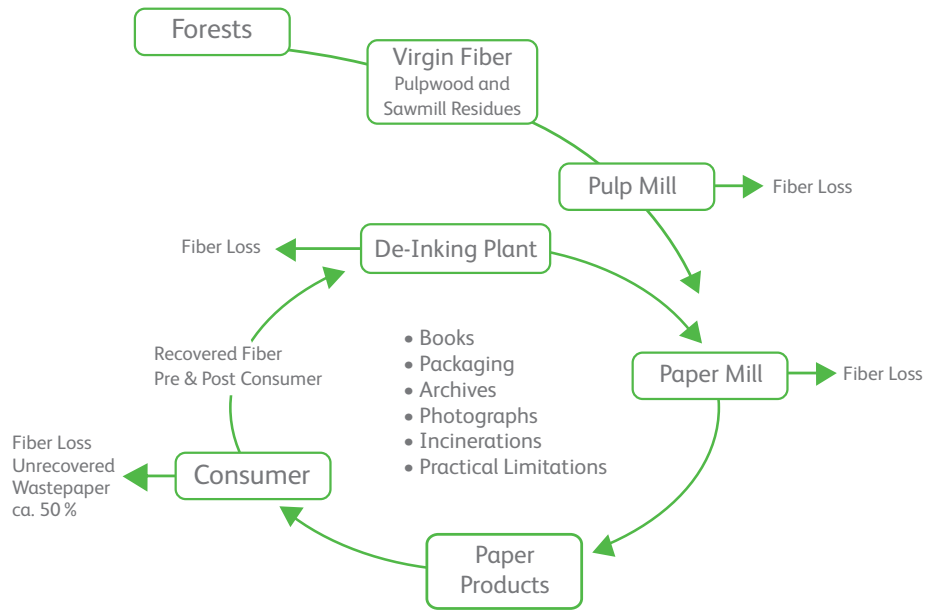 Forests
Virgin Fiber
Pulpwood and
Sawmill Residues
Pulp Mill
Fiber Loss
Fiber Loss
De-Inking Plant
Recovered Fiber
Pre & Post Consumer
• Books
• Packaging
• Archives
• Photographs
• Incinerations
• Practical Limitations
Paper Mill
Fiber Loss
Fiber Loss
Unrecovered
Wastepaper
ca. 50 %
Consumer
Paper
Products